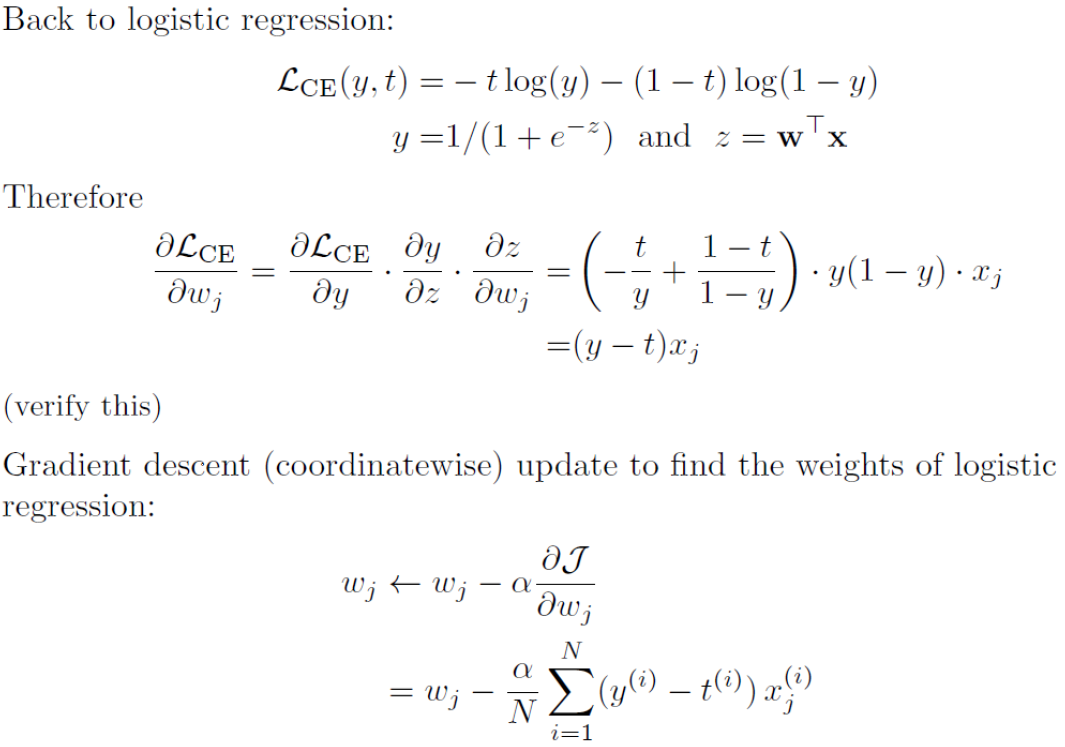 Back to logistic regression:
$\mathcal{L}_{\text{CE}}(y, t) = -t \log(y) - (1 - t) \log(1 - y)$
$y = 1/(1 + e^{-z})$ and $z = \mathbf{w}^\top \mathbf{x}$
Therefore
$\frac{\partial \mathcal{L}_{\text{CE}}}{\partial w_j} = \frac{\partial \mathcal{L}_{\text{CE}}}{\partial y} \cdot \frac{\partial y}{\partial z} \cdot \frac{\partial z}{\partial w_j} = \left( -\frac{t}{y} + \frac{1 - t}{1 - y} \right) \cdot y(1 - y) \cdot x_j$
$= (y - t) x_j$
(verify this)
Gradient descent (coordinatewise) update to find the weights of logistic
regression:
$w_j \leftarrow w_j - \alpha \frac{\partial \mathcal{J}}{\partial w_j}$
$= w_j - \frac{\alpha}{N} \sum_{i=1}^{N} (y^{(i)} - t^{(i)}) x_j^{(i)}$